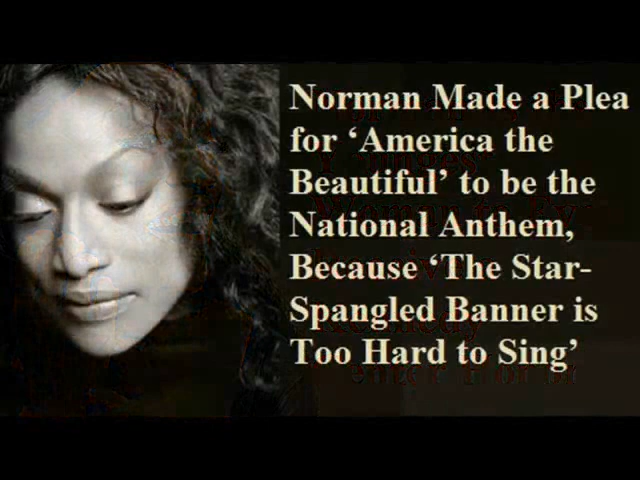 Norman Made a Plea
for ‘America the
Beautiful’ to be the
National Anthem,
Because ‘The Star-
Spangled Banner is
Too Hard to Sing’